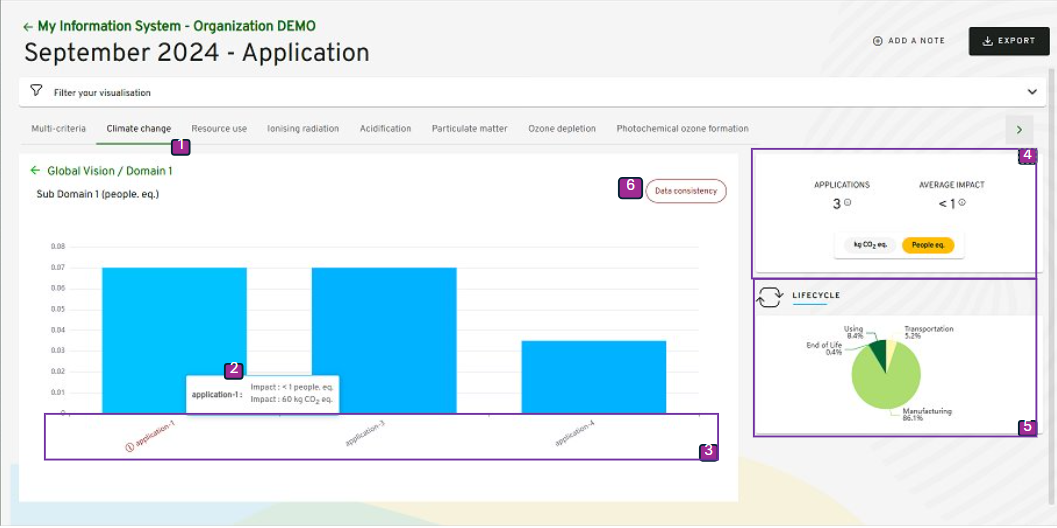 ← My Information System - Organization DEMO
September 2024 - Application
ADD A NOTE
EXPORT
Filter your visualisation
Multi-criteria Climate change Resource use Ionising radiation Acidification Particulate matter Ozone depletion Photochemical ozone formation
1
4
← Global Vision / Domain 1
Sub Domain 1 (people. eq.)
6
Data consistency
APPLICATIONS AVERAGE IMPACT
3 < 1
kg CO₂ eq. People eq.
0.08
0.07
0.06
0.05
0.04
0.03
0.02
0.01
0
2
application-1 : Impact : < 1 people. eq.
Impact : 60 kg CO₂ eq.
application-1
application-3
application-4
3
LIFECYCLE
Using
8.4%
Transportation
5.2%
End of Life
0.4%
Manufacturing
86.1%
5